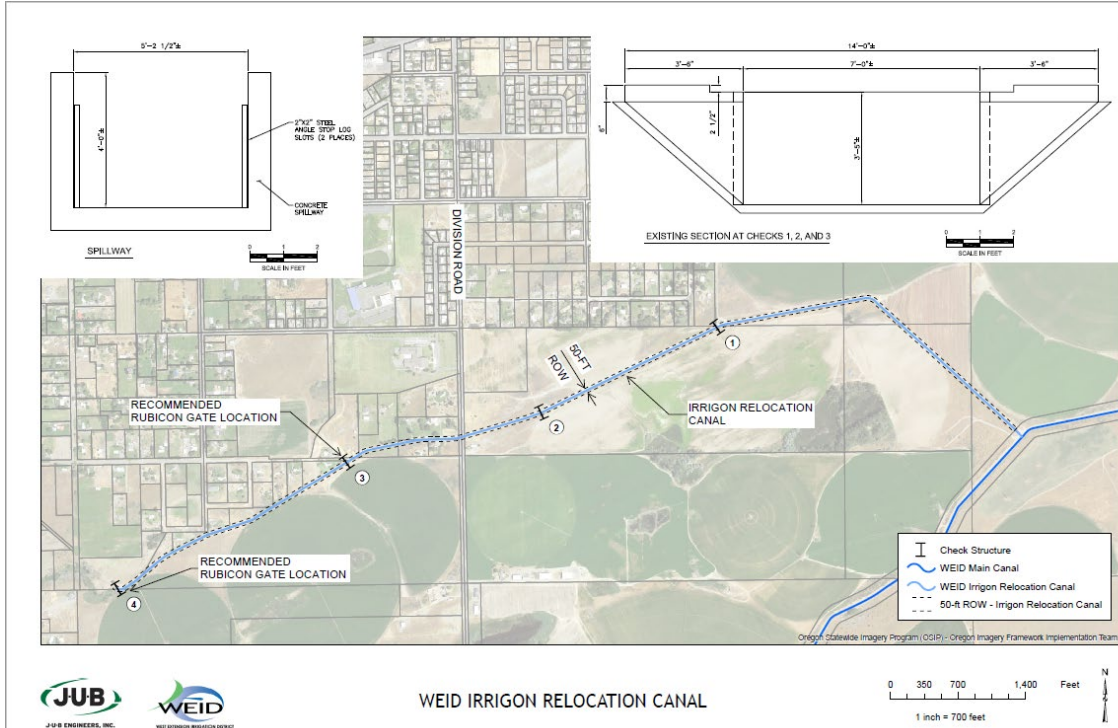 5'-2 1/2"±
4'-0"±
2"X2" STEEL
ANGLE STOP LOG
SLOTS (2 PLACES)
CONCRETE
SPILLWAY
SPILLWAY
0 1 2
SCALE IN FEET
14'-0"±
3'-6"
7'-0"±
3'-6"
6"
2 1/2"
3'-5"±
EXISTING SECTION AT CHECKS 1, 2, AND 3
0 1 2
SCALE IN FEET
DIVISION ROAD
1
50-FT
ROW
IRRIGON RELOCATION
CANAL
2
RECOMMENDED
RUBICON GATE LOCATION
3
RECOMMENDED
RUBICON GATE LOCATION
4
Check Structure
WEID Main Canal
WEID Irrigon Relocation Canal
50-ft ROW - Irrigon Relocation Canal
Oregon Statewide Imagery Program (OSIP) - Oregon Imagery Framework Implementation Team
JUB
J-U-B ENGINEERS, INC.
WEID
WEST EXTENSION IRRIGATION DISTRICT
WEID IRRIGON RELOCATION CANAL
0 350 700 1,400 Feet
1 inch = 700 feet
N